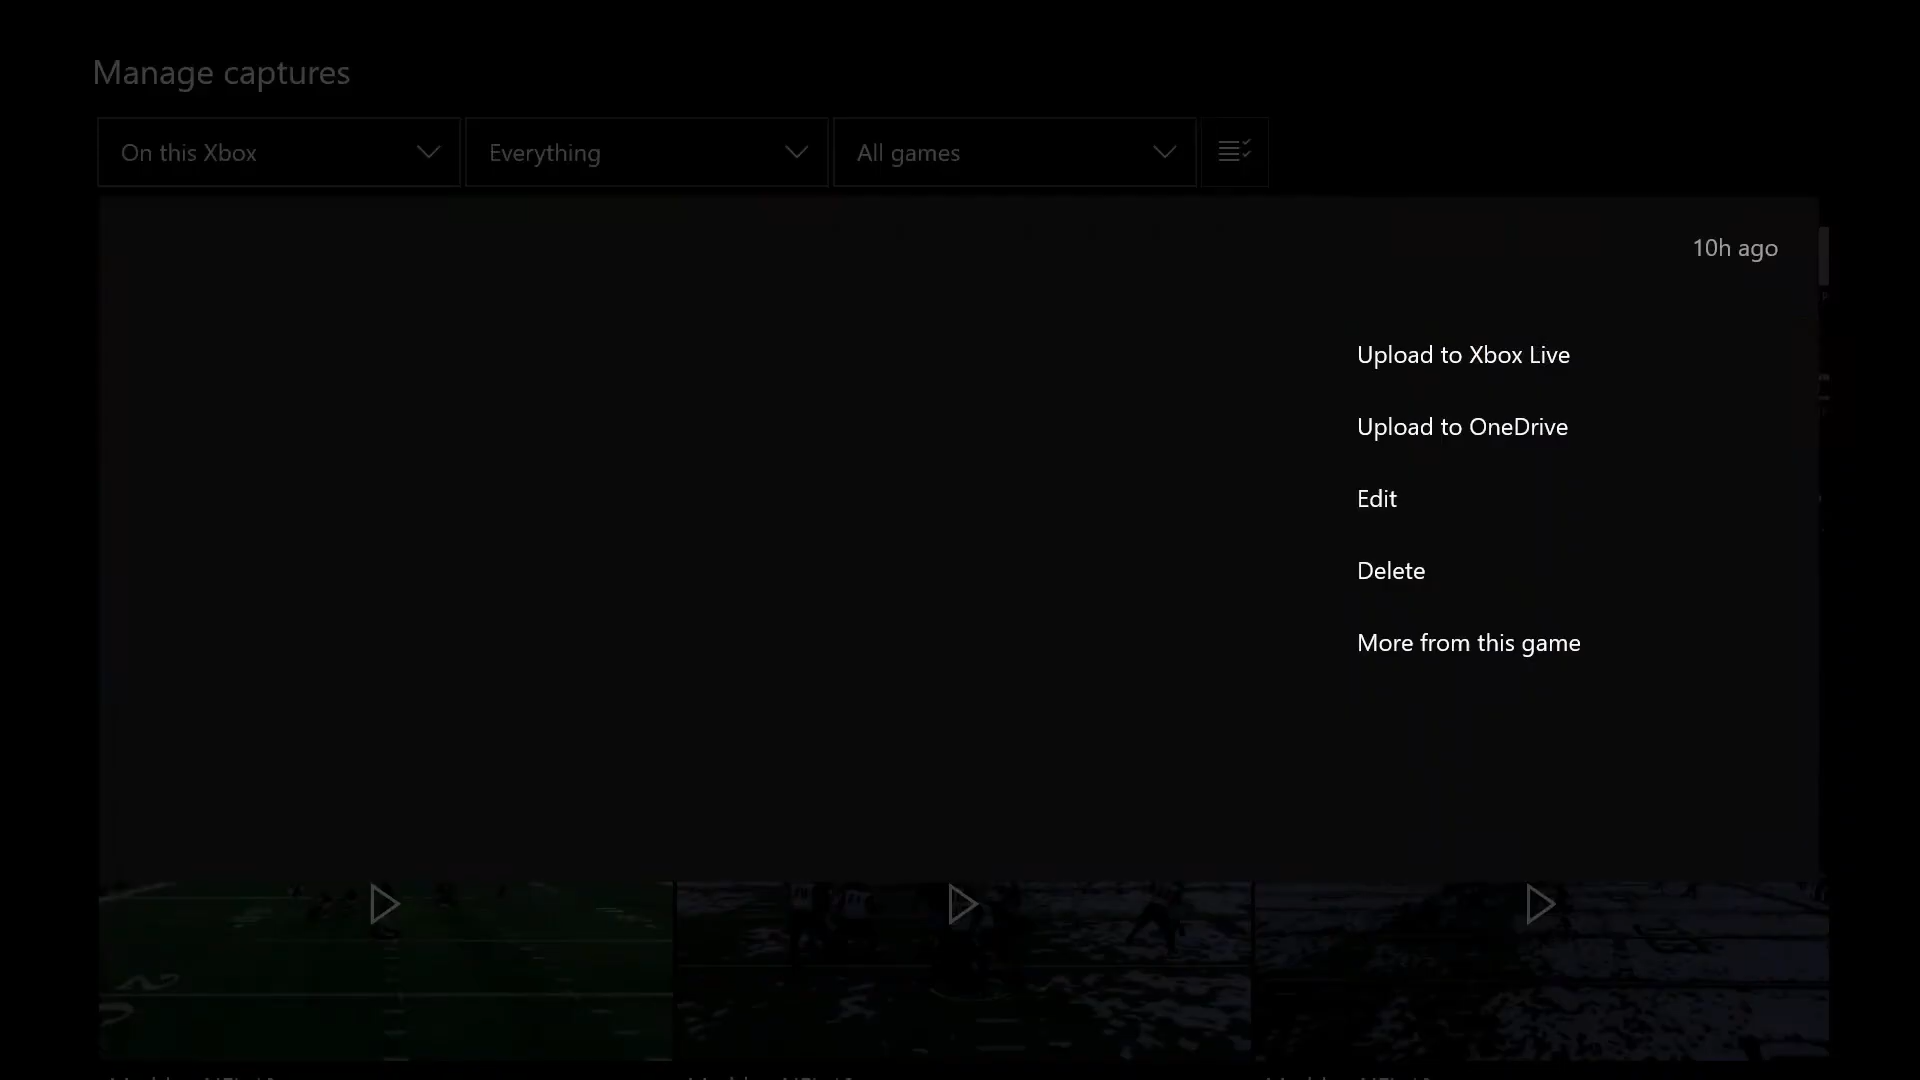 Manage captures
On this Xbox
Everything
All games
10h ago
Upload to Xbox Live
Upload to OneDrive
Edit
Delete
More from this game